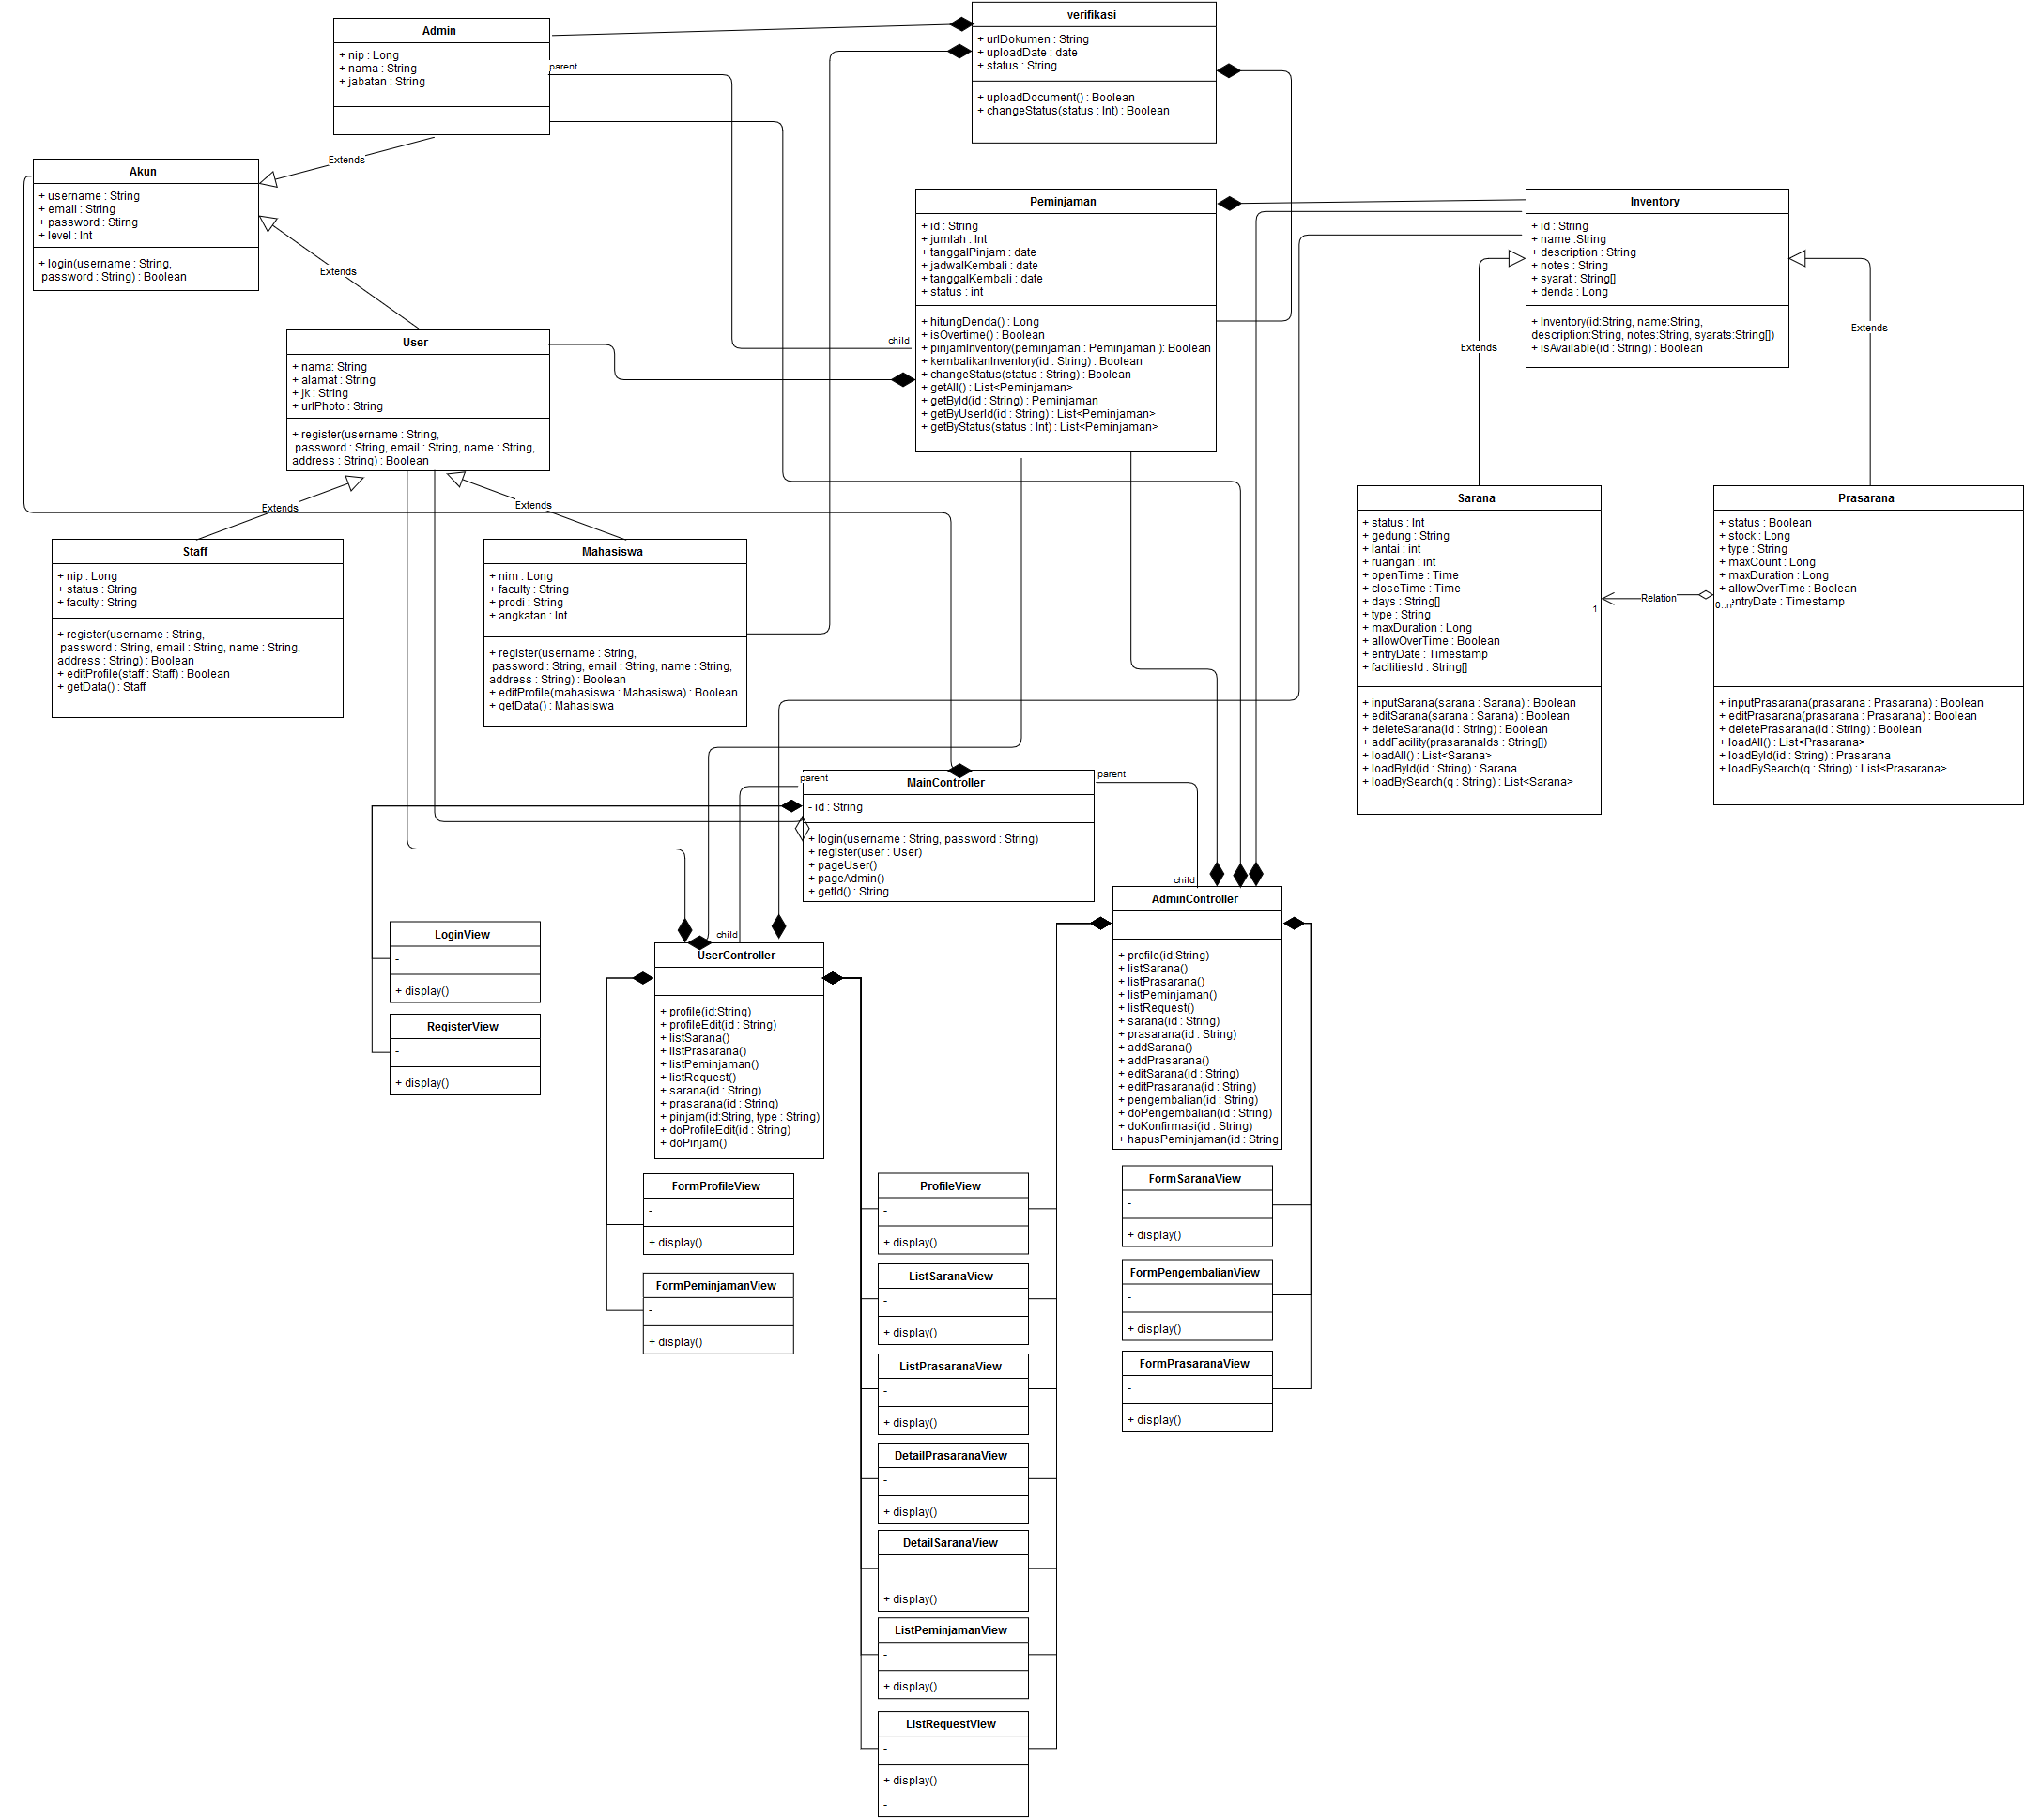 Admin
+ nip : Long
+ nama : String
+ jabatan : String
verifikasi
+ urlDokumen : String
+ uploadDate : date
+ status : String
+ uploadDocument() : Boolean
+ changeStatus(status : Int) : Boolean
parent
Extends
Akun
+ username : String
+ email : String
+ password : Stirng
+ level : Int
+ login(username : String,
password : String) : Boolean
Extends
Peminjaman
+ id : String
+ jumlah : Int
+ tanggalPinjam : date
+ jadwalKembali : date
+ tanggalKembali : date
+ status : int
+ hitungDenda() : Long
+ isOvertime() : Boolean
+ pinjamInventory(peminjaman : Peminjaman ): Boolean
+ kembalikanInventory(id : String) : Boolean
+ changeStatus(status : String) : Boolean
+ getAll() : List<Peminjaman>
+ getById(id : String) : Peminjaman
+ getByUserId(id : String) : List<Peminjaman>
+ getByStatus(status : Int) : List<Peminjaman>
child
Inventory
+ id : String
+ name :String
+ description : String
+ notes : String
+ syarat : String[]
+ denda : Long
+ Inventory(id:String, name:String,
description:String, notes:String, syarats:String[])
+ isAvailable(id : String) : Boolean
Extends
Extends
User
+ nama: String
+ alamat : String
+ jk : String
+ urlPhoto : String
+ register(username : String,
password : String, email : String, name : String,
address : String) : Boolean
Extends
Extends
Staff
+ nip : Long
+ status : String
+ faculty : String
+ register(username : String,
password : String, email : String, name : String,
address : String) : Boolean
+ editProfile(staff : Staff) : Boolean
+ getData() : Staff
Mahasiswa
+ nim : Long
+ faculty : String
+ prodi : String
+ angkatan : Int
+ register(username : String,
password : String, email : String, name : String,
address : String) : Boolean
+ editProfile(mahasiswa : Mahasiswa) : Boolean
+ getData() : Mahasiswa
Sarana
+ status : Int
+ gedung : String
+ lantai : int
+ ruangan : int
+ openTime : Time
+ closeTime : Time
+ days : String[]
+ type : String
+ maxDuration : Long
+ allowOverTime : Boolean
+ entryDate : Timestamp
+ facilitiesId : String[]
+ inputSarana(sarana : Sarana) : Boolean
+ editSarana(sarana : Sarana) : Boolean
+ deleteSarana(id : String) : Boolean
+ addFacility(prasaranaIds : String[])
+ loadAll() : List<Sarana>
+ loadById(id : String) : Sarana
+ loadBySearch(q : String) : List<Sarana>
1
Relation
0..n
Prasarana
+ status : Boolean
+ stock : Long
+ type : String
+ maxCount : Long
+ maxDuration : Long
+ allowOverTime : Boolean
entryDate : Timestamp
+ inputPrasarana(prasarana : Prasarana) : Boolean
+ editPrasarana(prasarana : Prasarana) : Boolean
+ deletePrasarana(id : String) : Boolean
+ loadAll() : List<Prasarana>
+ loadById(id : String) : Prasarana
+ loadBySearch(q : String) : List<Prasarana>
parent
parent
MainController
- id : String
+ login(username : String, password : String)
+ register(user : User)
+ pageUser()
+ pageAdmin()
+ getId() : String
child
child
LoginView
-
+ display()
RegisterView
-
+ display()
UserController
+ profile(id:String)
+ profileEdit(id : String)
+ listSarana()
+ listPrasarana()
+ listPeminjaman()
+ listRequest()
+ sarana(id : String)
+ prasarana(id : String)
+ pinjam(id:String, type : String)
+ doProfileEdit(id : String)
+ doPinjam()
AdminController
+ profile(id:String)
+ listSarana()
+ listPrasarana()
+ listPeminjaman()
+ listRequest()
+ sarana(id : String)
+ prasarana(id : String)
+ addSarana()
+ addPrasarana()
+ editSarana(id : String)
+ editPrasarana(id : String)
+ pengembalian(id : String)
+ doPengembalian(id : String)
+ doKonfirmasi(id : String)
+ hapusPeminjaman(id : String
FormProfileView
-
+ display()
FormPeminjamanView
-
+ display()
ProfileView
-
+ display()
ListSaranaView
-
+ display()
ListPrasaranaView
-
+ display()
DetailPrasaranaView
-
+ display()
DetailSaranaView
-
+ display()
ListPeminjamanView
-
+ display()
ListRequestView
-
+ display()
-
FormSaranaView
-
+ display()
FormPengembalianView
-
+ display()
FormPrasaranaView
-
+ display()